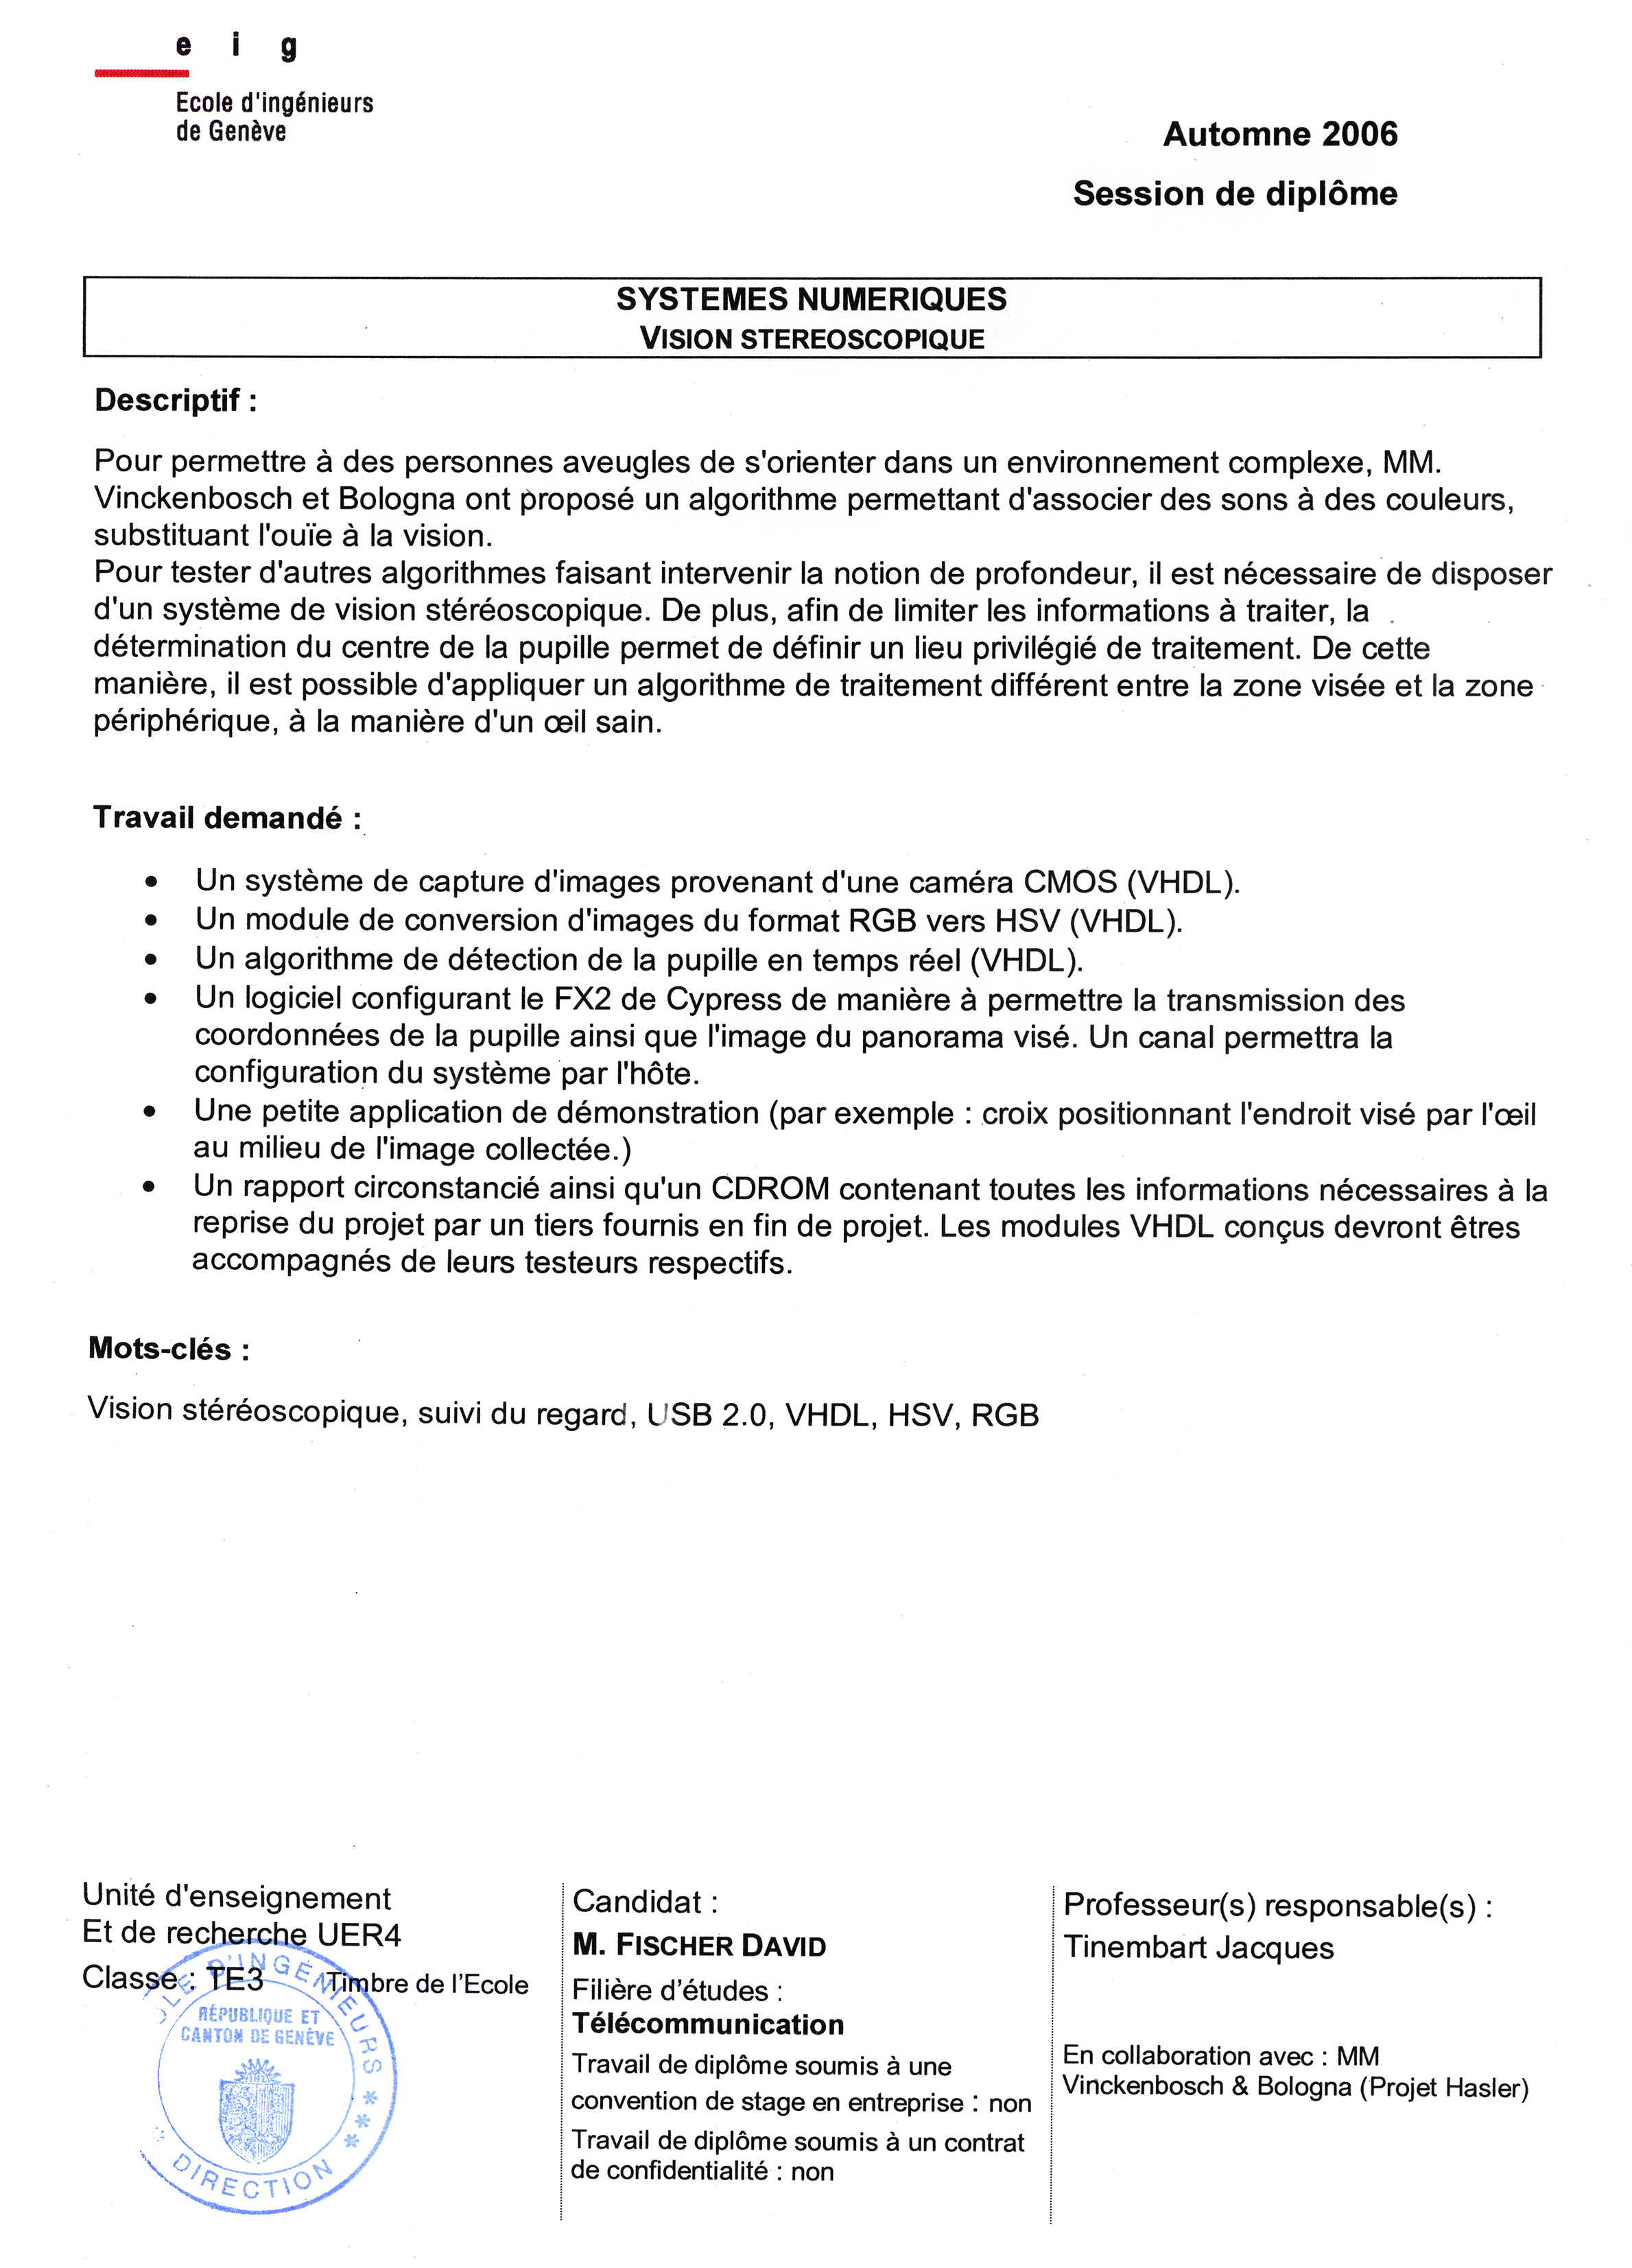 e i g
Ecole d'ingénieurs
de Genève
Automne 2006
Session de diplôme
SYSTEMES NUMERIQUES
VISION STEREOSCOPIQUE
Descriptif :
Pour permettre à des personnes aveugles de s'orienter dans un environnement complexe, MM.
Vinckenbosch et Bologna ont proposé un algorithme permettant d'associer des sons à des couleurs,
substituant l'ouïe à la vision.
Pour tester d'autres algorithmes faisant intervenir la notion de profondeur, il est nécessaire de disposer
d'un système de vision stéréoscopique. De plus, afin de limiter les informations à traiter, la
détermination du centre de la pupille permet de définir un lieu privilégié de traitement. De cette
manière, il est possible d'appliquer un algorithme de traitement différent entre la zone visée et la zone
périphérique, à la manière d'un œil sain.
Travail demandé :
• Un système de capture d'images provenant d'une caméra CMOS (VHDL).
• Un module de conversion d'images du format RGB vers HSV (VHDL).
• Un algorithme de détection de la pupille en temps réel (VHDL).
• Un logiciel configurant le FX2 de Cypress de manière à permettre la transmission des
coordonnées de la pupille ainsi que l'image du panorama visé. Un canal permettra la
configuration du système par l'hôte.
• Une petite application de démonstration (par exemple : croix positionnant l'endroit visé par l'œil
au milieu de l'image collectée.)
• Un rapport circonstancié ainsi qu'un CDROM contenant toutes les informations nécessaires à la
reprise du projet par un tiers fournis en fin de projet. Les modules VHDL conçus devront êtres
accompagnés de leurs testeurs respectifs.
Mots-clés :
Vision stéréoscopique, suivi du regard, USB 2.0, VHDL, HSV, RGB
Unité d'enseignement
Et de recherche UER4
Classe : TE3 Timbre de l'Ecole
OLE D'INGÉNIEURS
RÉPUBLIQUE ET
CANTON DE GENÈVE
* DIRECTION ***
Candidat :
M. FISCHER DAVID
Filière d'études :
Télécommunication
Travail de diplôme soumis à une
convention de stage en entreprise : non
Travail de diplôme soumis à un contrat
de confidentialité : non
Professeur(s) responsable(s) :
Tinembart Jacques
En collaboration avec : MM
Vinckenbosch & Bologna (Projet Hasler)